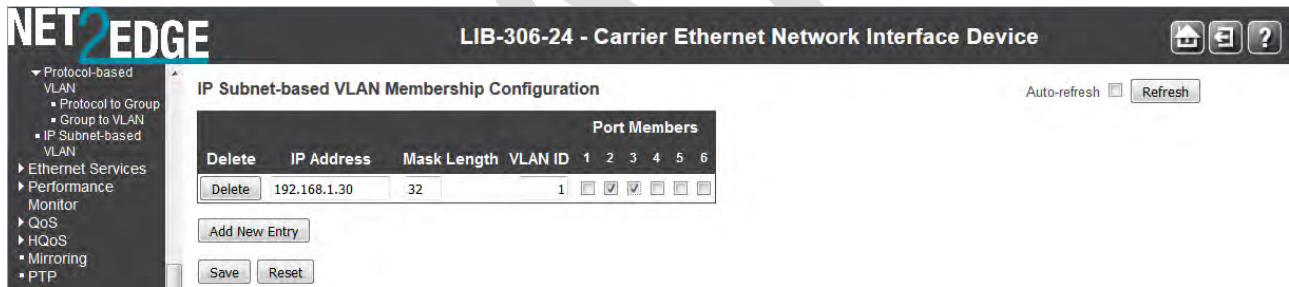 NET2EDGE
LIB-306-24 - Carrier Ethernet Network Interface Device
?
Protocol-based
VLAN
Protocol to Group
Group to VLAN
IP Subnet-based
VLAN
Ethernet Services
Performance
Monitor
QoS
HQoS
Mirroring
PTP
IP Subnet-based VLAN Membership Configuration
Auto-refresh Refresh
Port Members
Delete IP Address Mask Length VLAN ID 1 2 3 4 5 6
Delete 192.168.1.30 32 1
Add New Entry
Save Reset